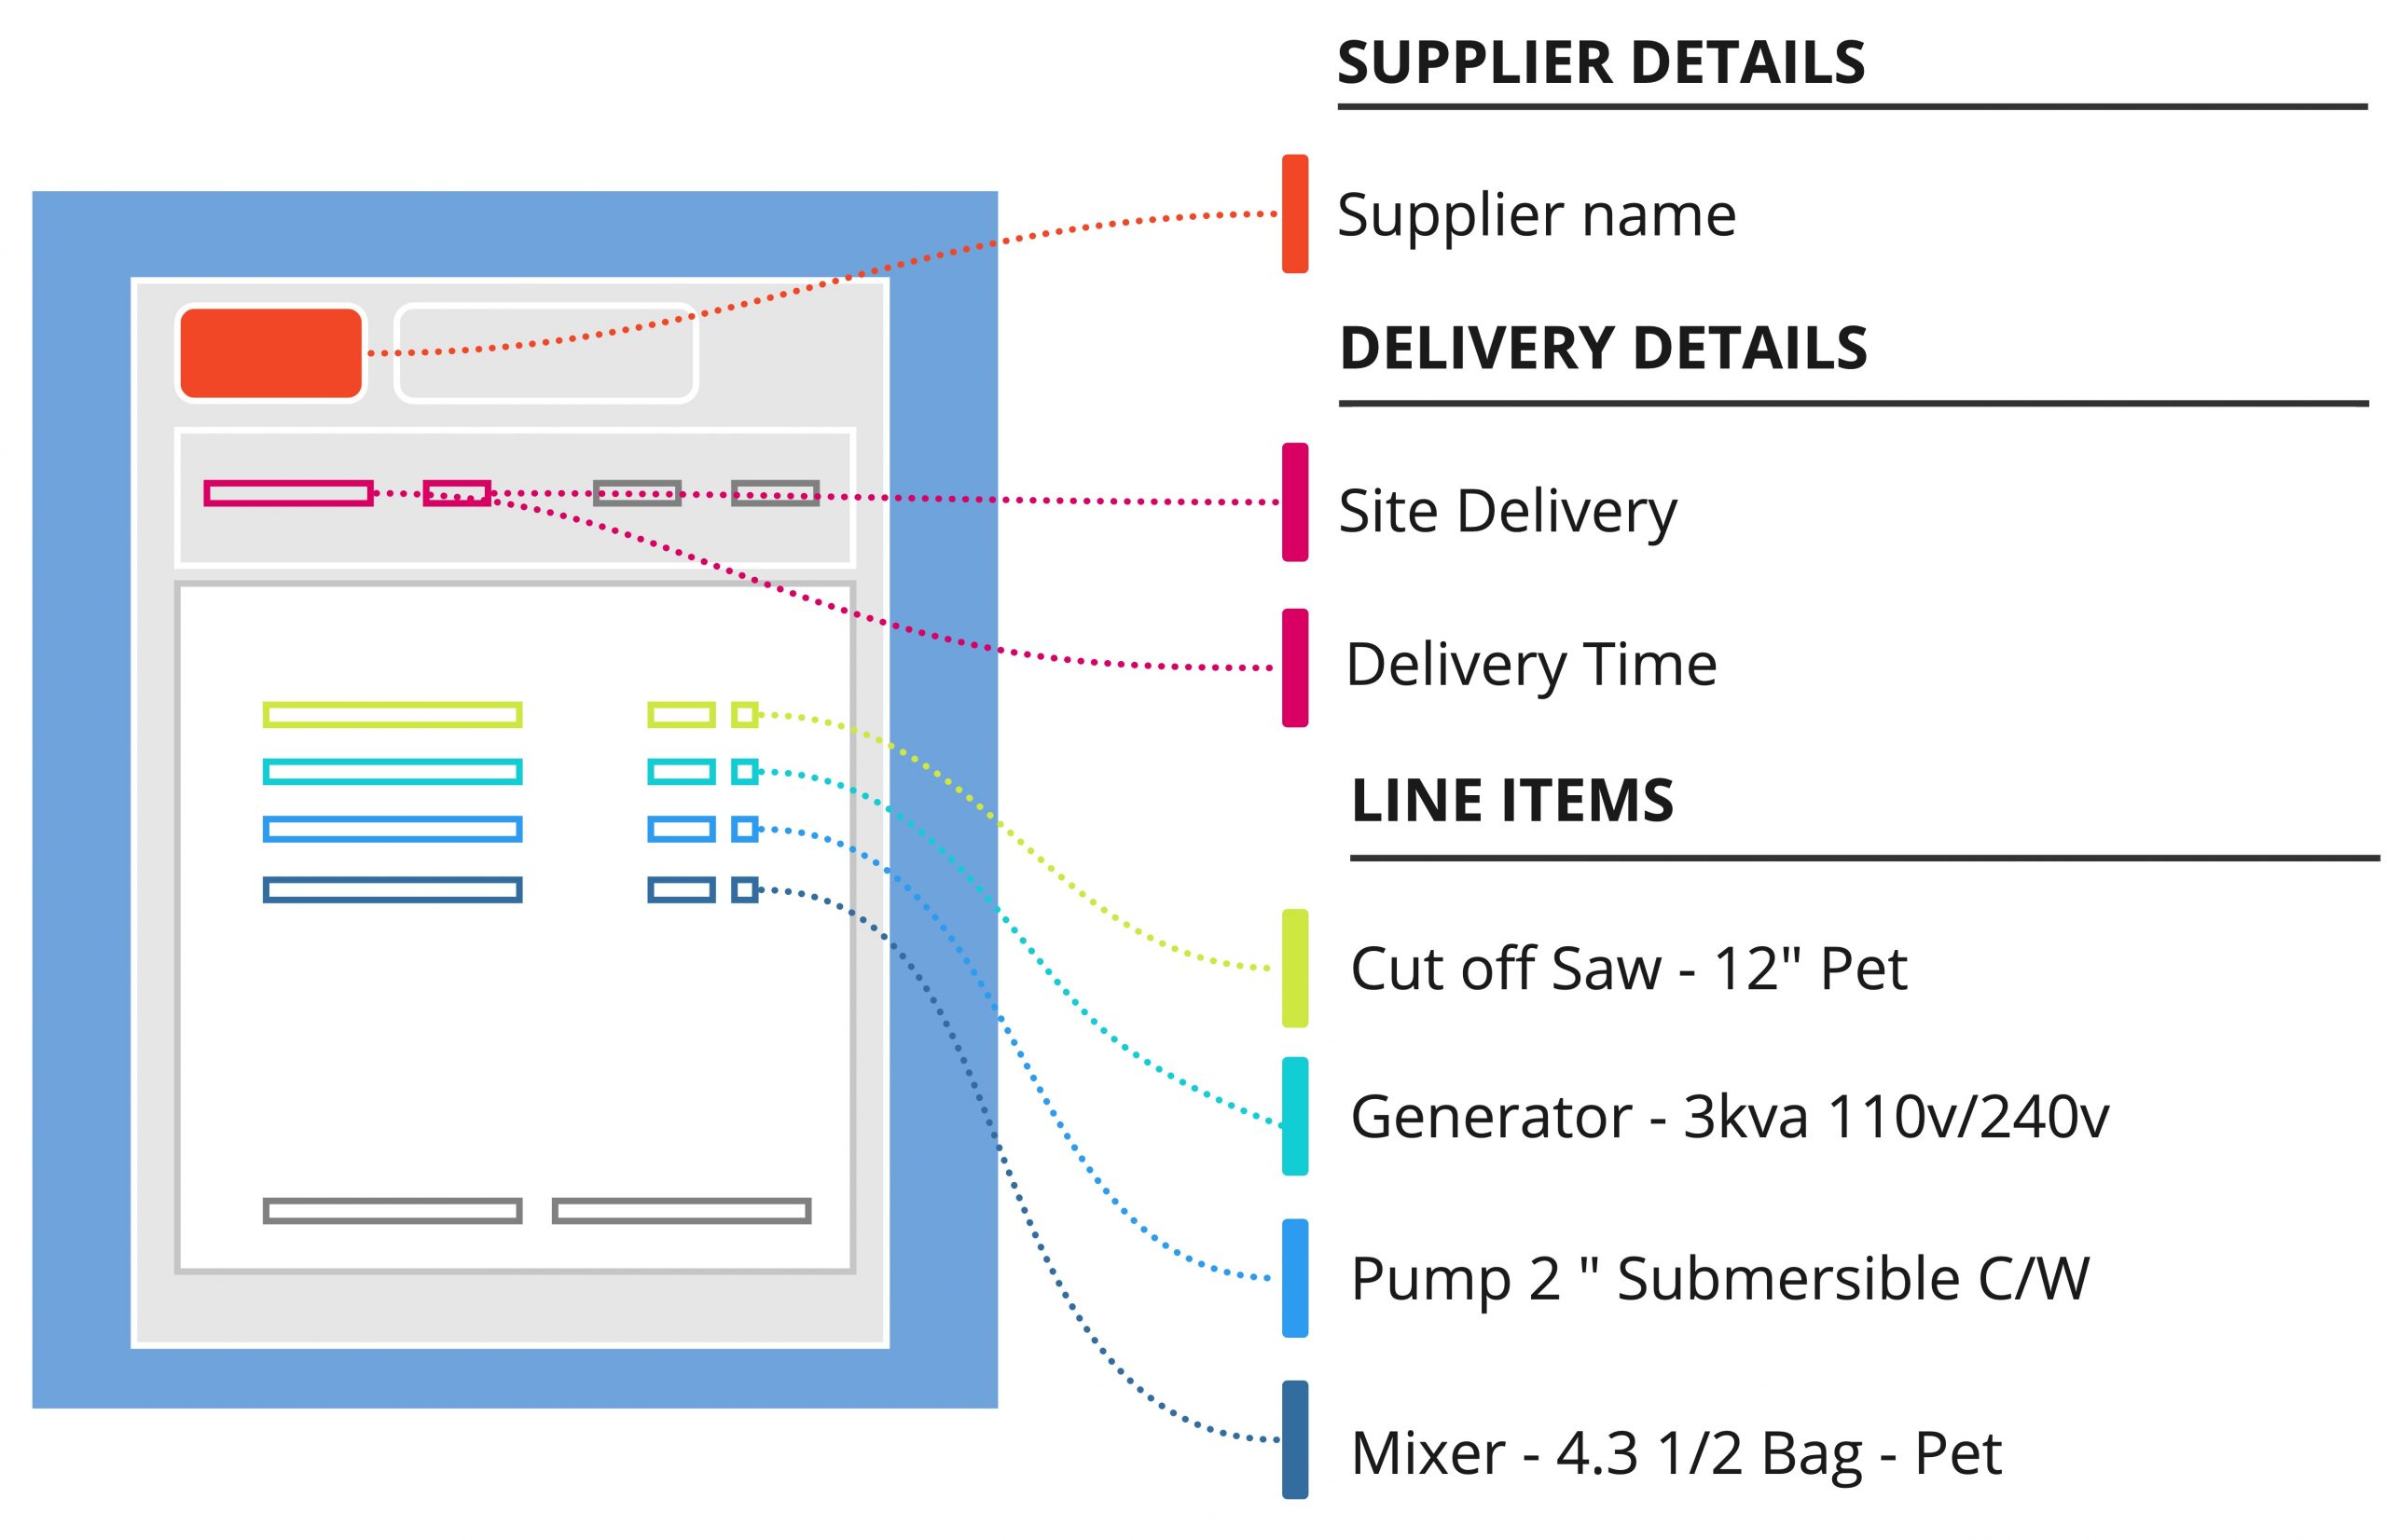 SUPPLIER DETAILS
Supplier name
DELIVERY DETAILS
Site Delivery
Delivery Time
LINE ITEMS
Cut off Saw - 12" Pet
Generator - 3kva 110v/240v
Pump 2 " Submersible C/W
Mixer - 4.3 1/2 Bag - Pet